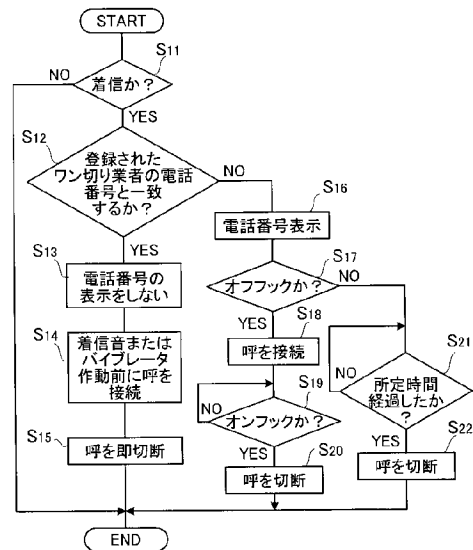 START
S11
NO
着信か？
YES
S12
登録された
ワン切り業者の電話
番号と一致
するか？
NO
YES
S13
電話番号の
表示をしない
S14
着信音または
バイブレータ
作動前に呼を
接続
S15
呼を即切断
S16
電話番号表示
S17
オフフックか？
NO
YES
S18
呼を接続
S19
NO
オンフックか？
YES
S20
呼を切断
S21
NO
所定時間
経過したか
？
YES
S22
呼を切断
END